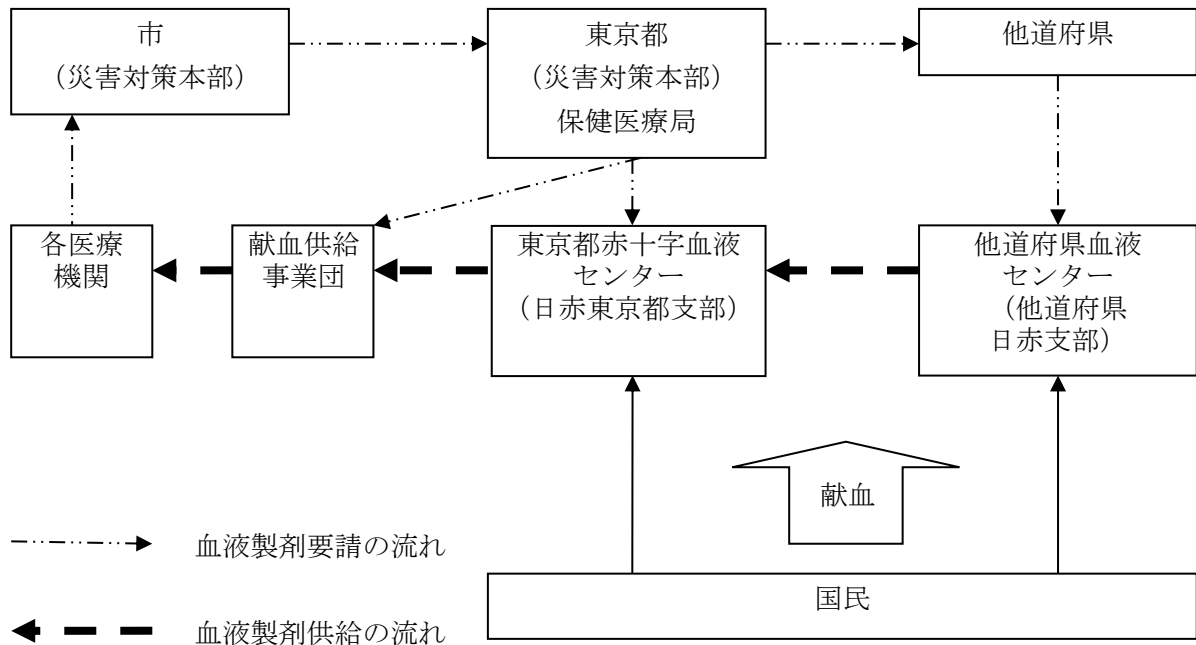 市
（災害対策本部）
東京都
（災害対策本部）
保健医療局
他道府県
各医療
機関
献血供給
事業団
東京都赤十字血液
センター
（日赤東京都支部）
他道府県血液
センター
（他道府県
日赤支部）
献血
血液製剤要請の流れ
国民
血液製剤供給の流れ